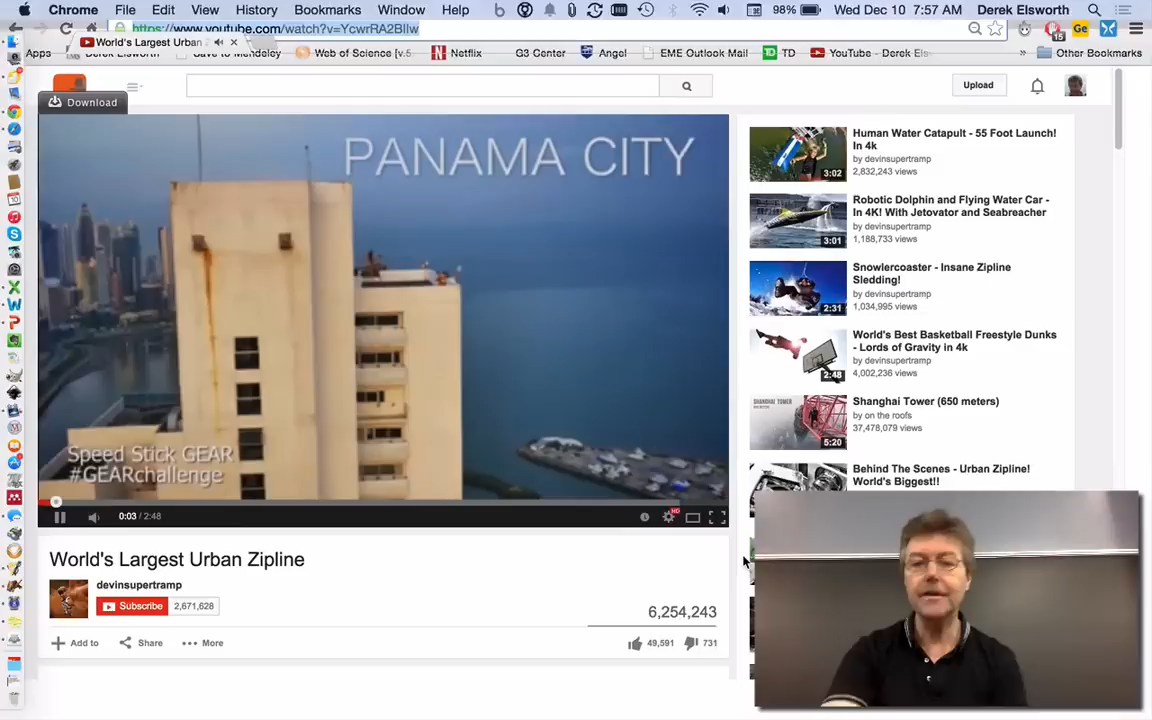 Chrome File Edit View History Bookmarks Window Help 98% Wed Dec 10 7:57 AM Derek Elsworth
https://www.youtube.com/watch?v=YcwrRA2BIlw
World's Largest Urban
Apps Netflix G3 Center Angel EME Outlook Mail TD YouTube - Derek Els Other Bookmarks
Web of Science [v.5
15
Ge
Upload
Download
PANAMA CITY
Speed Stick GEAR
#GEARchallenge
0:03 / 2:48
HD
World's Largest Urban Zipline
devinsupertramp
Subscribe 2,671,628
6,254,243
Add to Share More 49,591 731
Human Water Catapult - 55 Foot Launch!
In 4k
by devinsupertramp
2,832,243 views
3:02
Robotic Dolphin and Flying Water Car -
In 4K! With Jetovator and Seabreacher
by devinsupertramp
1,188,733 views
3:01
Snowlercoaster - Insane Zipline
Sledding!
by devinsupertramp
1,034,995 views
2:31
World's Best Basketball Freestyle Dunks
- Lords of Gravity in 4k
by devinsupertramp
4,002,236 views
2:48
Shanghai Tower (650 meters)
by on the roofs
37,478,079 views
SHANGHAI TOWER
5:20
Behind The Scenes - Urban Zipline!
World's Biggest!!